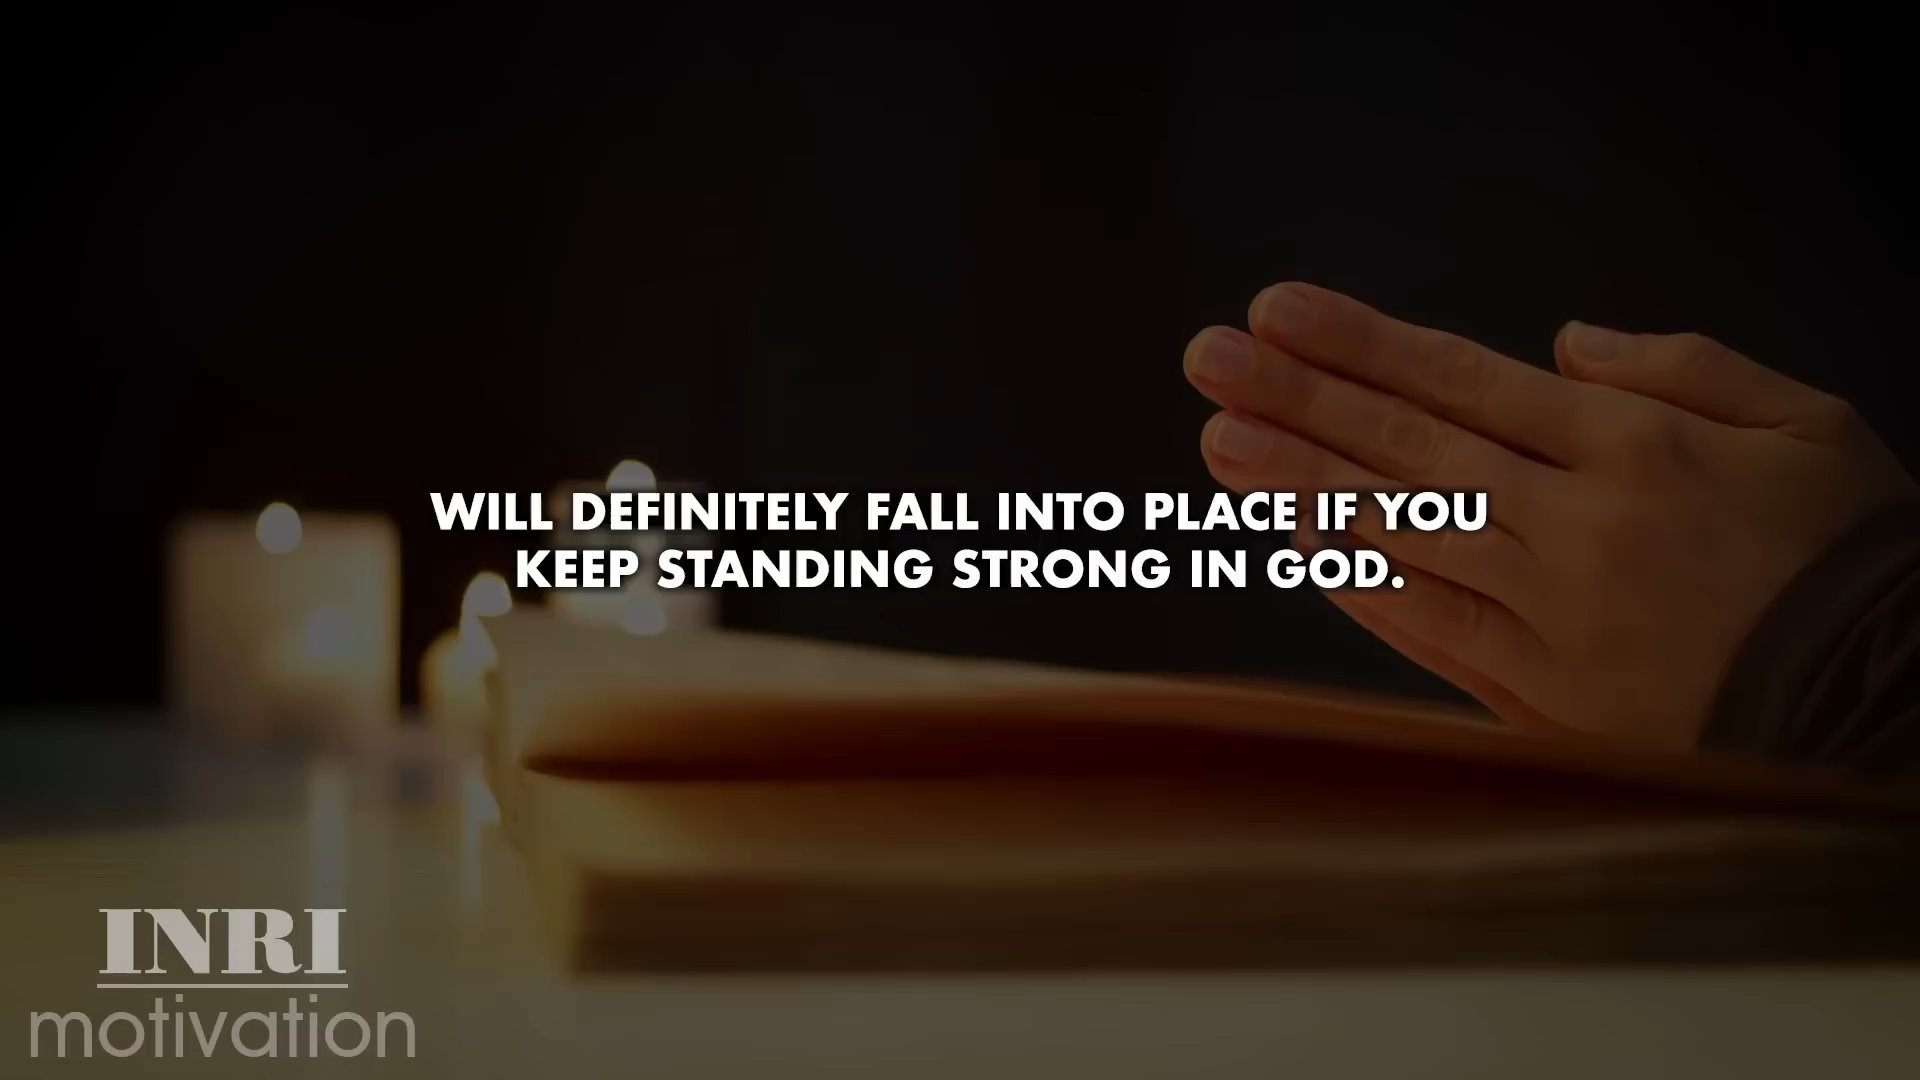 WILL DEFINITELY FALL INTO PLACE IF YOU
KEEP STANDING STRONG IN GOD.
INRI
motivation